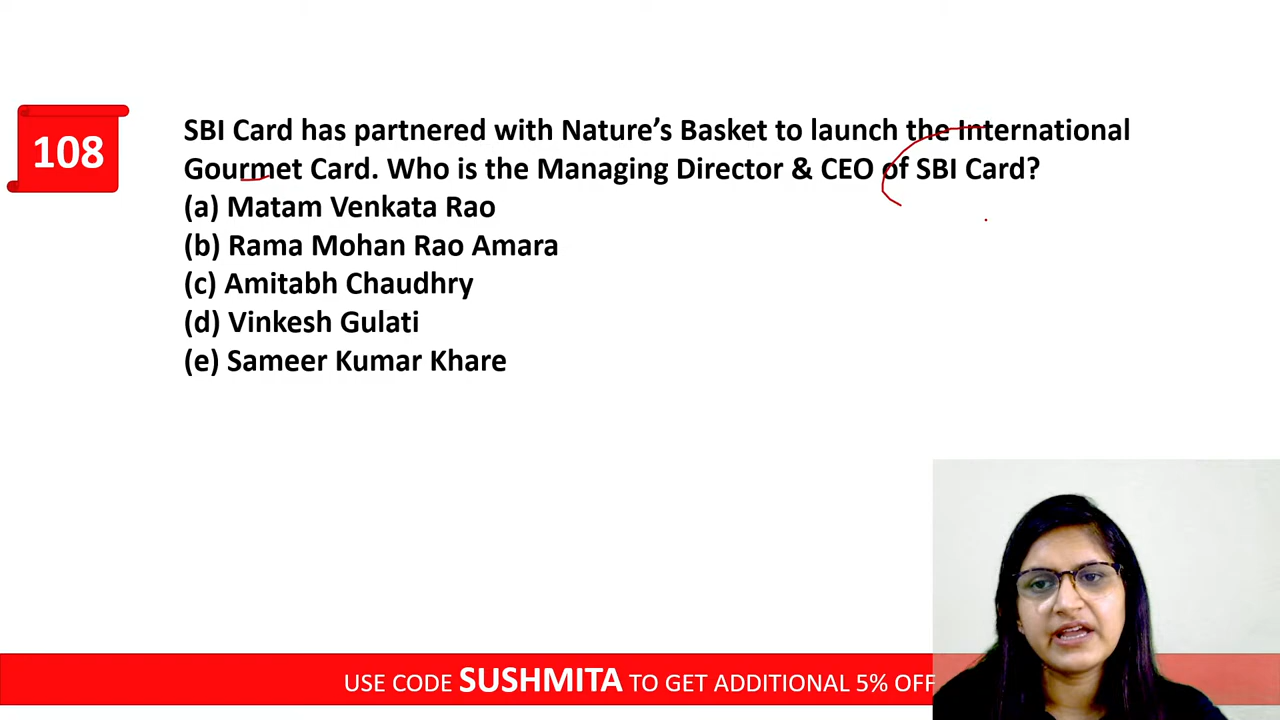 108
SBI Card has partnered with Nature’s Basket to launch the International
Gourmet Card. Who is the Managing Director & CEO of SBI Card?
(a) Matam Venkata Rao
(b) Rama Mohan Rao Amara
(c) Amitabh Chaudhry
(d) Vinkesh Gulati
(e) Sameer Kumar Khare
USE CODE SUSHMITA TO GET ADDITIONAL 5% OFF